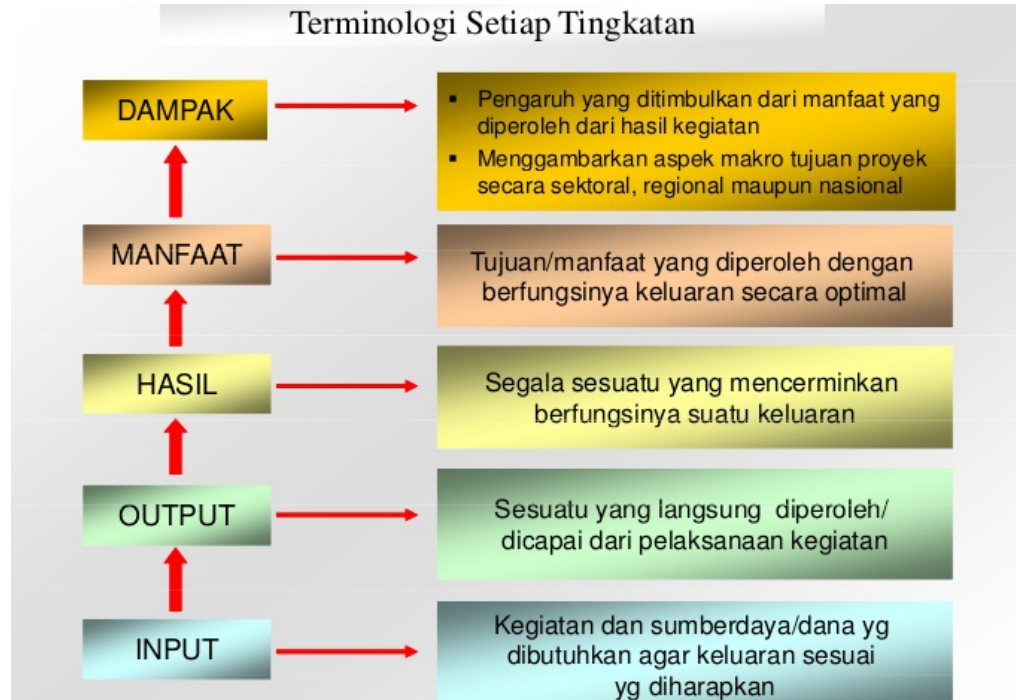 Terminologi Setiap Tingkatan
DAMPAK
▪ Pengaruh yang ditimbulkan dari manfaat yang
diperoleh dari hasil kegiatan
▪ Menggambarkan aspek makro tujuan proyek
secara sektoral, regional maupun nasional
MANFAAT
Tujuan/manfaat yang diperoleh dengan
berfungsinya keluaran secara optimal
HASIL
Segala sesuatu yang mencerminkan
berfungsinya suatu keluaran
OUTPUT
Sesuatu yang langsung diperoleh/
dicapai dari pelaksanaan kegiatan
INPUT
Kegiatan dan sumberdaya/dana yg
dibutuhkan agar keluaran sesuai
yg diharapkan